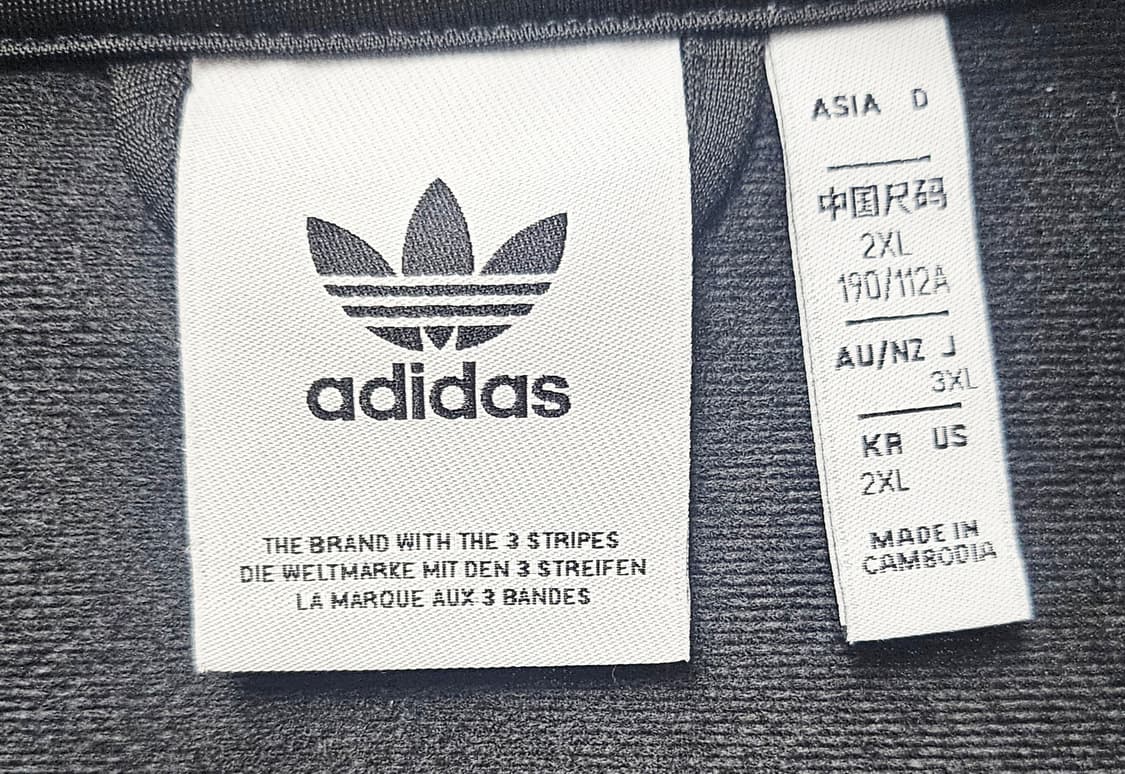 adidas
THE BRAND WITH THE 3 STRIPES
DIE WELTMARKE MIT DEN 3 STREIFEN
LA MARQUE AUX 3 BANDES
ASIA D
中国尺码
2XL
190/112A
AU/NZ J
3XL
KR US
2XL
MADE IN
CAMBODIA